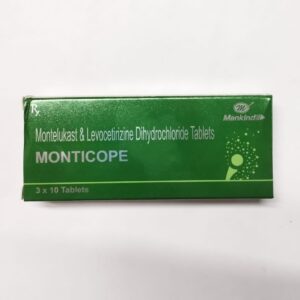 Rx
Mankind
Montelukast & Levocetirizine Dihydrochloride Tablets
MONTICOPE
3 x 10 Tablets